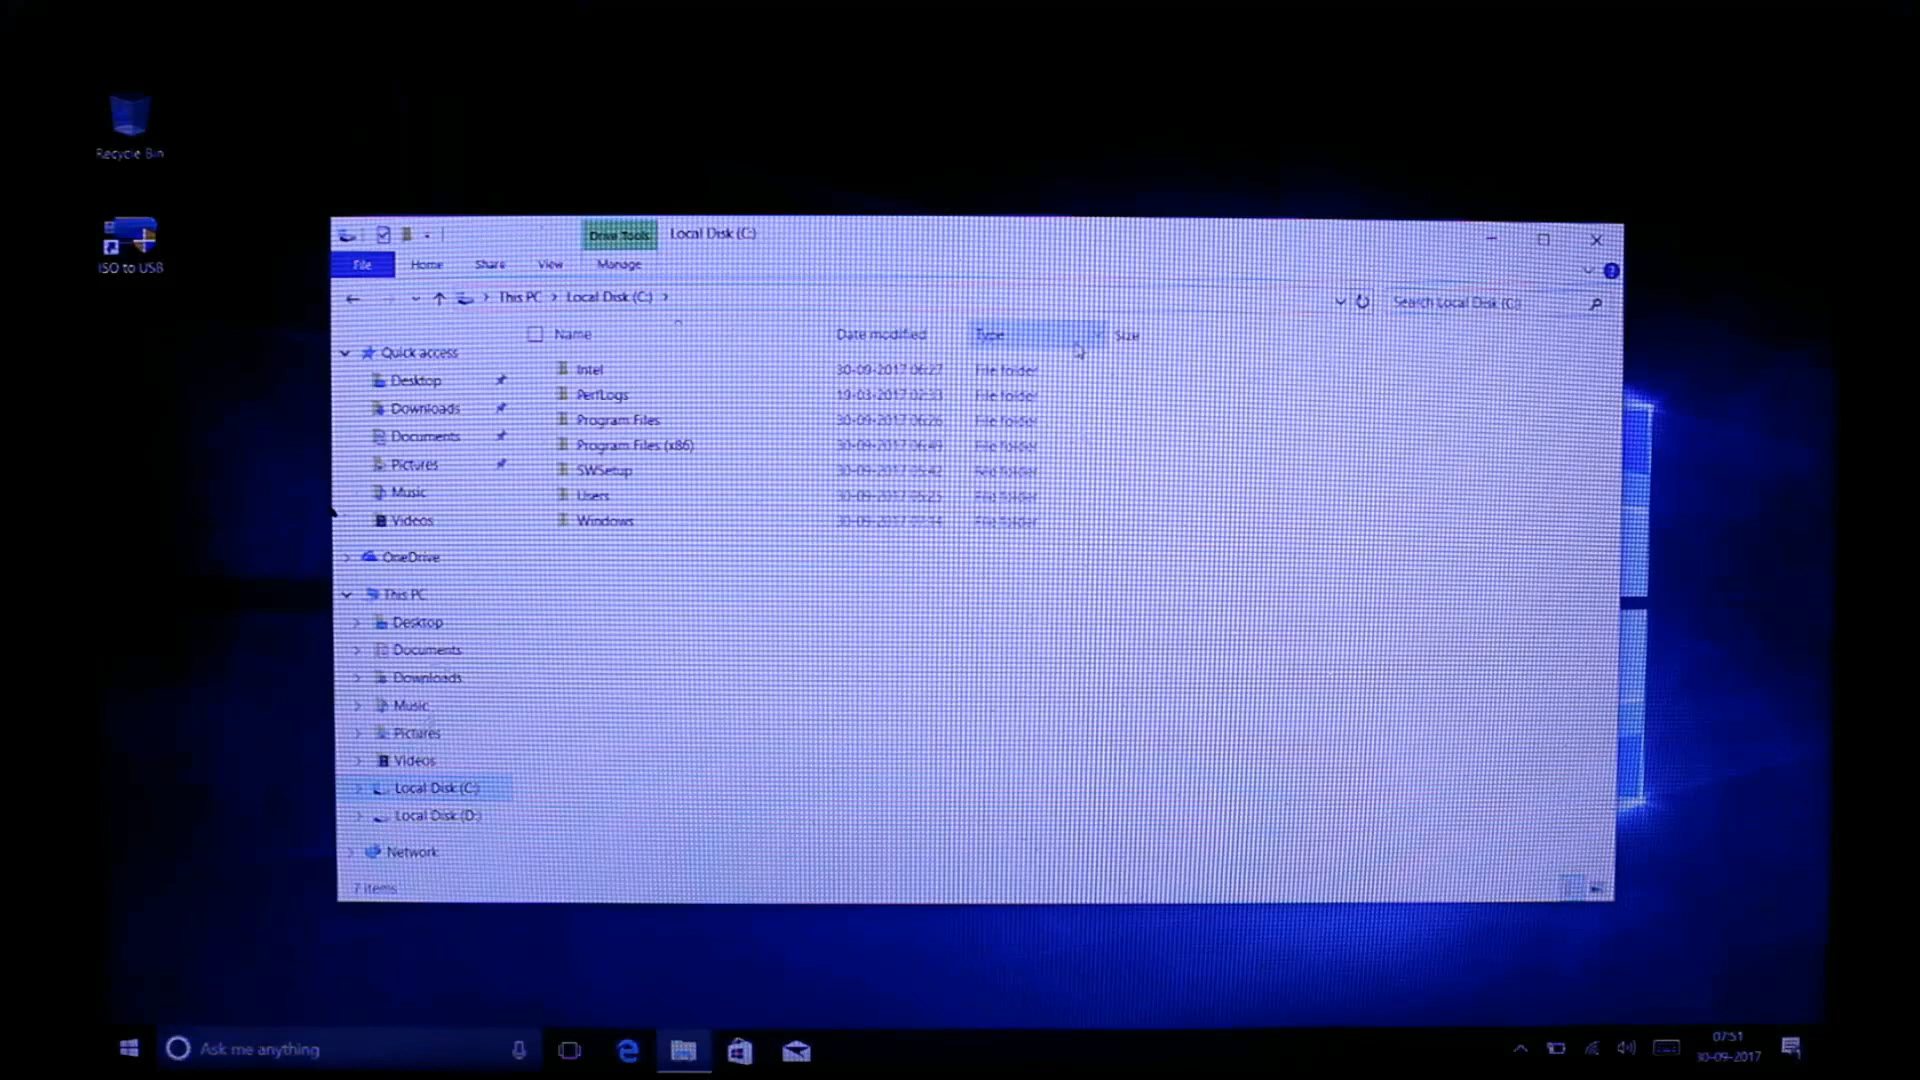 Recycle Bin
ISO to USB
Drive Tools
Local Disk (C:)
File
Home
Share
View
Manage
This PC
Local Disk (C:)
Search Local Disk (C:)
Name
Date modified
Type
Size
Quick access
Desktop
Downloads
Documents
Pictures
Music
Videos
OneDrive
This PC
Desktop
Documents
Downloads
Music
Pictures
Videos
Local Disk (C:)
Local Disk (D:)
Network
Intel 30-09-2017 06:27 File folder
PerfLogs 19-03-2017 02:33 File folder
Program Files 30-09-2017 06:26 File folder
Program Files (x86) 30-09-2017 06:49 File folder
SWSetup 30-09-2017 05:42 File folder
Users 30-09-2017 05:25 File folder
Windows 30-09-2017 File folder
7 items
Ask me anything
07:51
30-09-2017